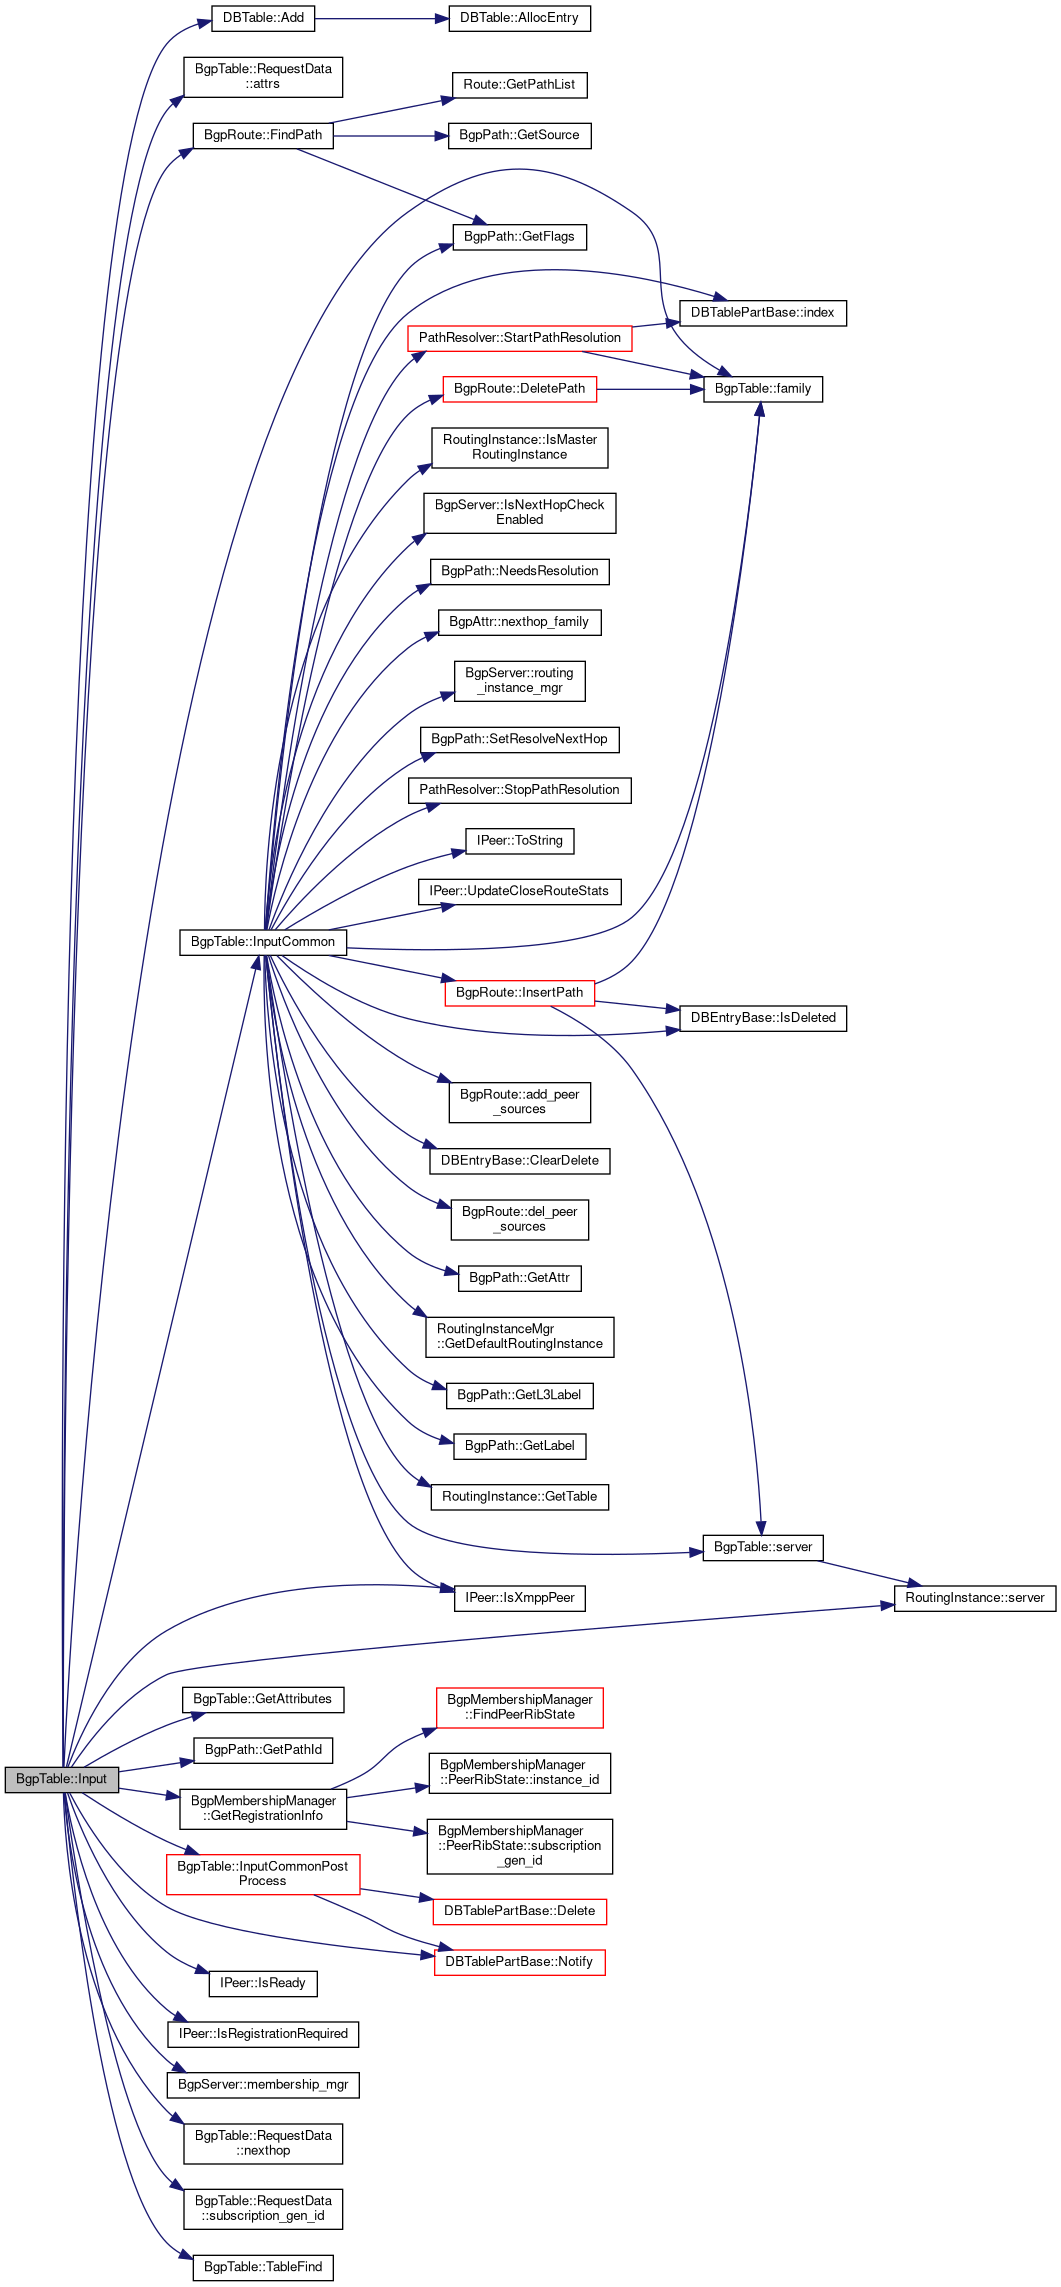 DBTable::Add
DBTable::AllocEntry
BgpTable::RequestData
::attrs
Route::GetPathList
BgpRoute::FindPath
BgpPath::GetSource
BgpPath::GetFlags
DBTablePartBase::index
PathResolver::StartPathResolution
BgpRoute::DeletePath
BgpTable::family
RoutingInstance::IsMaster
RoutingInstance
BgpServer::IsNextHopCheck
Enabled
BgpPath::NeedsResolution
BgpAttr::nexthop_family
BgpServer::routing
_instance_mgr
BgpPath::SetResolveNextHop
PathResolver::StopPathResolution
IPeer::ToString
IPeer::UpdateCloseRouteStats
BgpTable::InputCommon
BgpRoute::InsertPath
DBEntryBase::IsDeleted
BgpRoute::add_peer
_sources
DBEntryBase::ClearDelete
BgpRoute::del_peer
_sources
BgpPath::GetAttr
RoutingInstanceMgr
::GetDefaultRoutingInstance
BgpPath::GetL3Label
BgpPath::GetLabel
RoutingInstance::GetTable
BgpTable::server
IPeer::IsXmppPeer
RoutingInstance::server
BgpTable::GetAttributes
BgpMembershipManager
::FindPeerRibState
BgpPath::GetPathId
BgpTable::Input
BgpMembershipManager
::PeerRibState::instance_id
BgpMembershipManager
::GetRegistrationInfo
BgpMembershipManager
::PeerRibState::subscription
_gen_id
BgpTable::InputCommonPost
Process
DBTablePartBase::Delete
DBTablePartBase::Notify
IPeer::IsReady
IPeer::IsRegistrationRequired
BgpServer::membership_mgr
BgpTable::RequestData
::nexthop
BgpTable::RequestData
::subscription_gen_id
BgpTable::TableFind